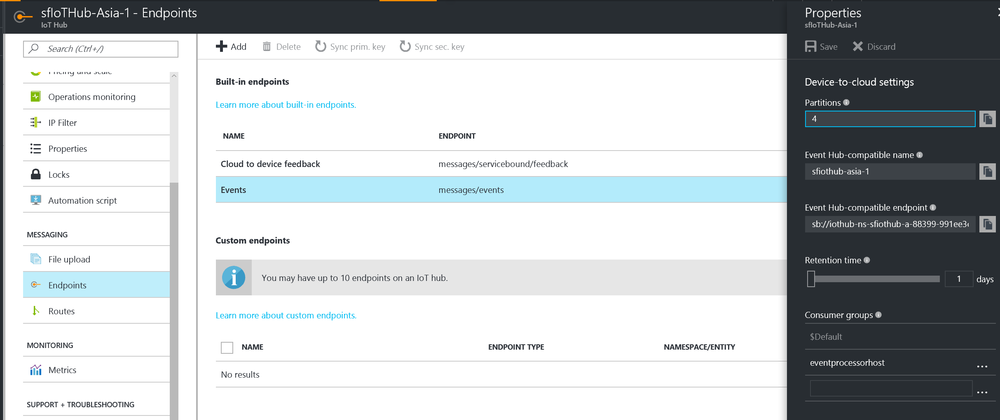 sfIoTHub-Asia-1 - Endpoints
IoT Hub
Search (Ctrl+/)
Pricing and scale
Operations monitoring
IP Filter
Properties
Locks
Automation script
MESSAGING
File upload
Endpoints
Routes
MONITORING
Metrics
SUPPORT + TROUBLESHOOTING
Add Delete Sync prim. key Sync sec. key
Built-in endpoints
Learn more about built-in endpoints.
NAME ENDPOINT
Cloud to device feedback messages/servicebound/feedback
Events messages/events
Custom endpoints
You may have up to 10 endpoints on an IoT hub.
Learn more about custom endpoints.
NAME ENDPOINT TYPE NAMESPACE/ENTITY
No results
Properties
sfIoTHub-Asia-1
Save Discard
Device-to-cloud settings
Partitions
4
Event Hub-compatible name
sfiothub-asia-1
Event Hub-compatible endpoint
sb://iothub-ns-sfiothub-a-88399-991ee3
Retention time
1 days
Consumer groups
$Default
eventprocessorhost
...
...